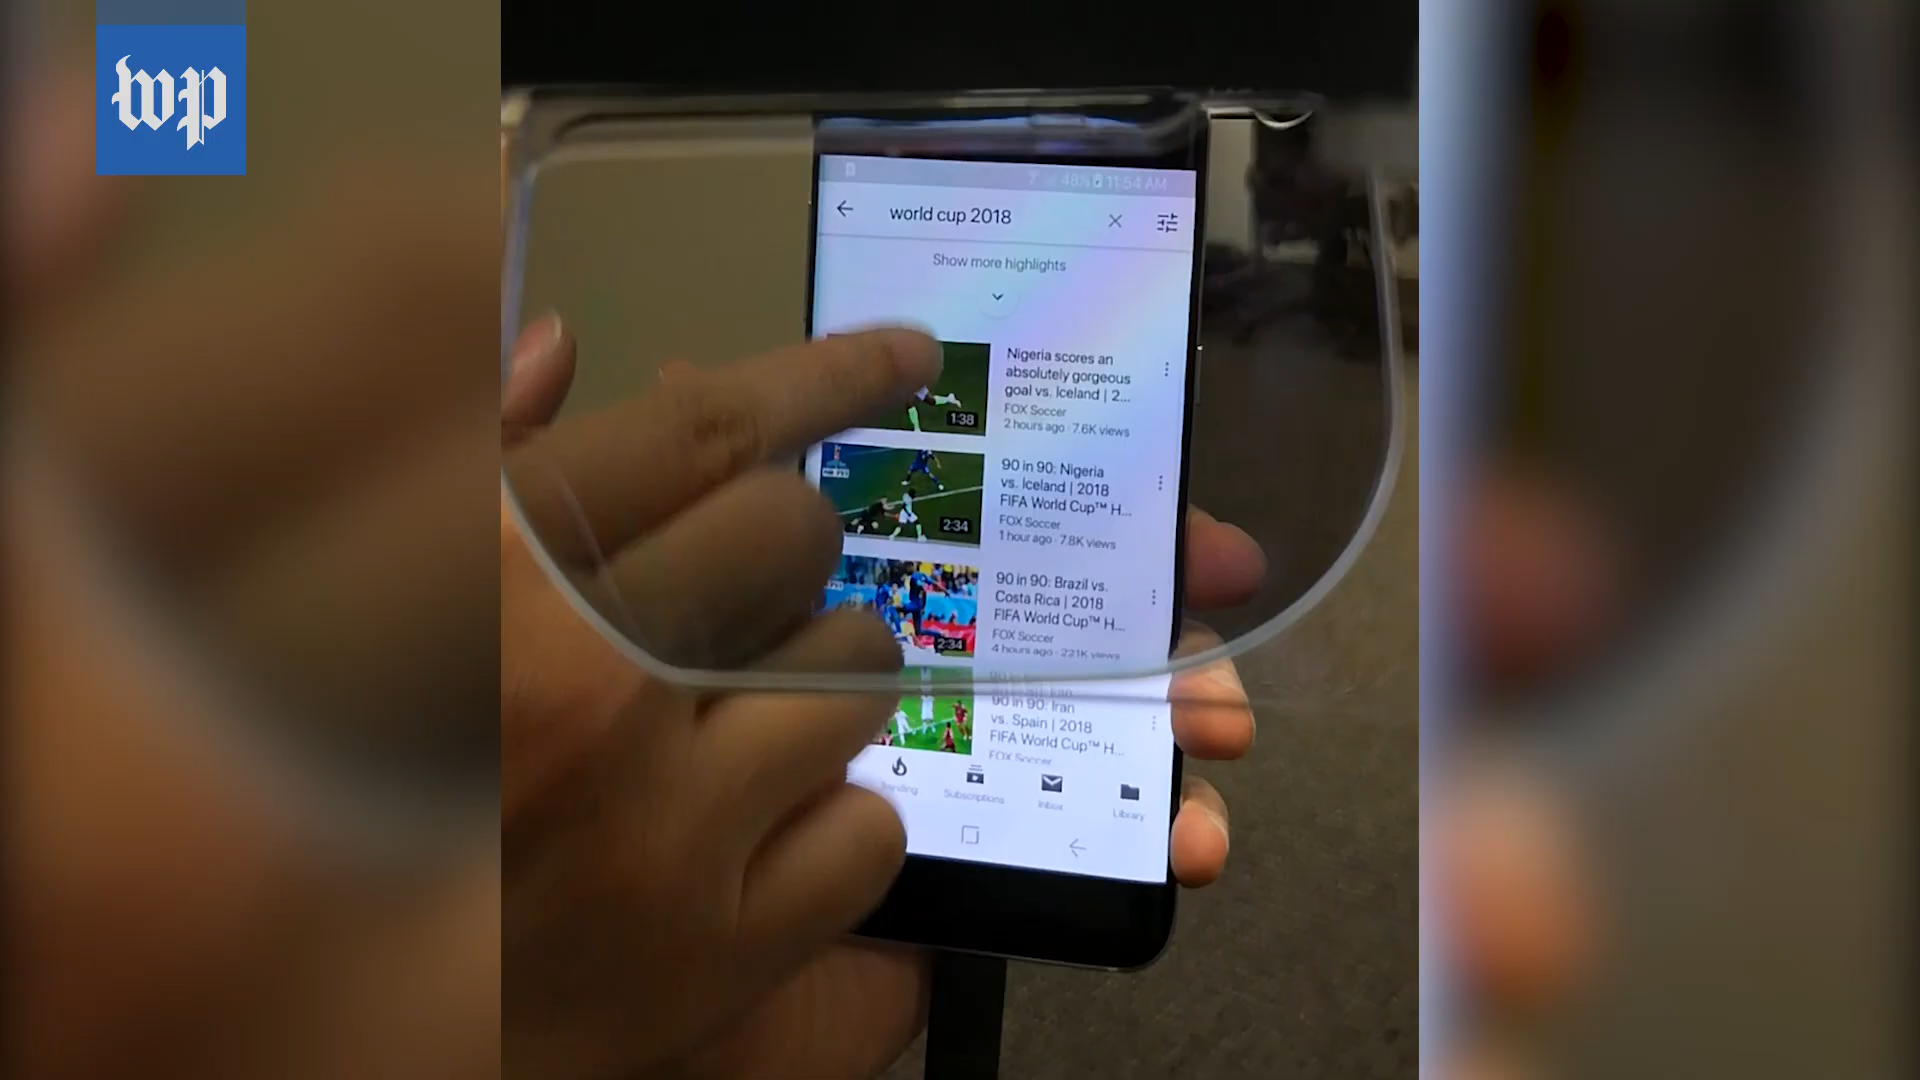 wp
48% 11:54 AM
world cup 2018
Show more highlights
Nigeria scores an
absolutely gorgeous
goal vs. Iceland | 2...
FOX Soccer
2 hours ago · 7.6K views
1:38
90 in 90: Nigeria
vs. Iceland | 2018
FIFA World Cup™ H...
FOX Soccer
1 hour ago · 7.8K views
2:34
90 in 90: Brazil vs.
Costa Rica | 2018
FIFA World Cup™ H...
FOX Soccer
4 hours ago · 221K views
2:34
90 in 90: Iran
vs. Spain | 2018
FIFA World Cup™ H...
FOX Soccer
Trending
Subscriptions
Inbox
Library